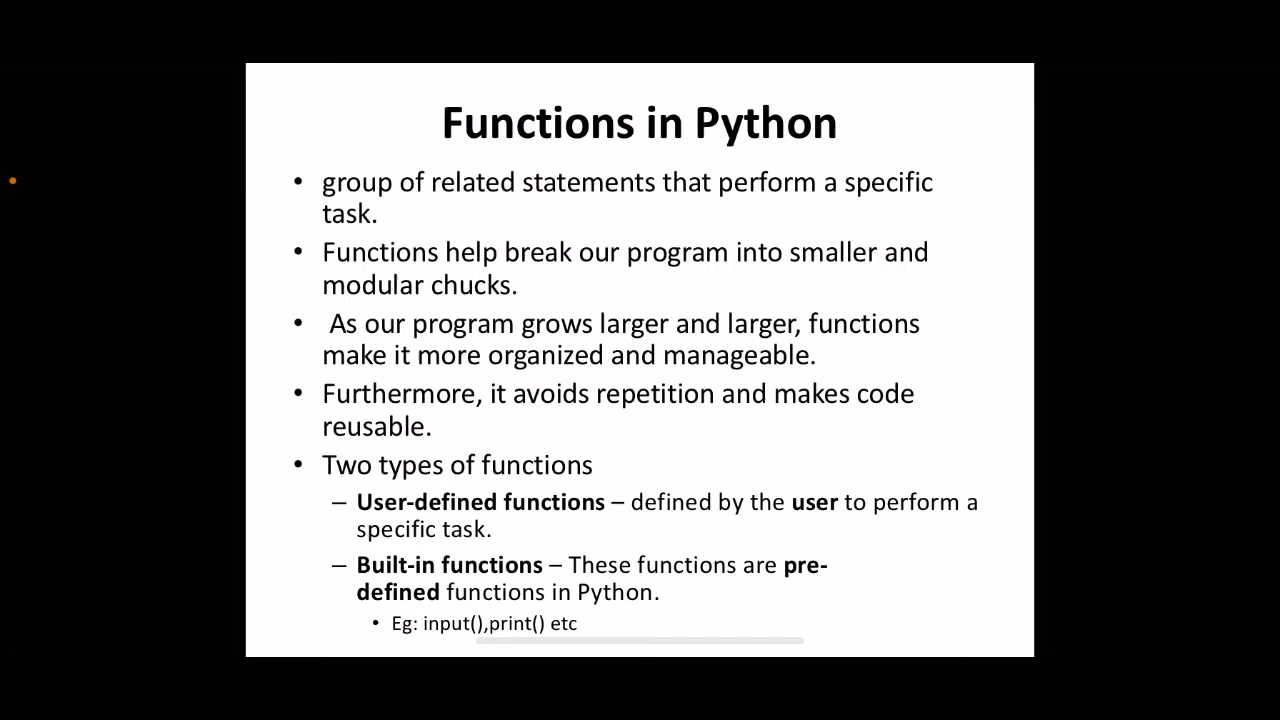 Functions in Python
• group of related statements that perform a specific
task.
• Functions help break our program into smaller and
modular chucks.
• As our program grows larger and larger, functions
make it more organized and manageable.
• Furthermore, it avoids repetition and makes code
reusable.
• Two types of functions
– User-defined functions – defined by the user to perform a
specific task.
– Built-in functions – These functions are pre-
defined functions in Python.
• Eg: input(),print() etc